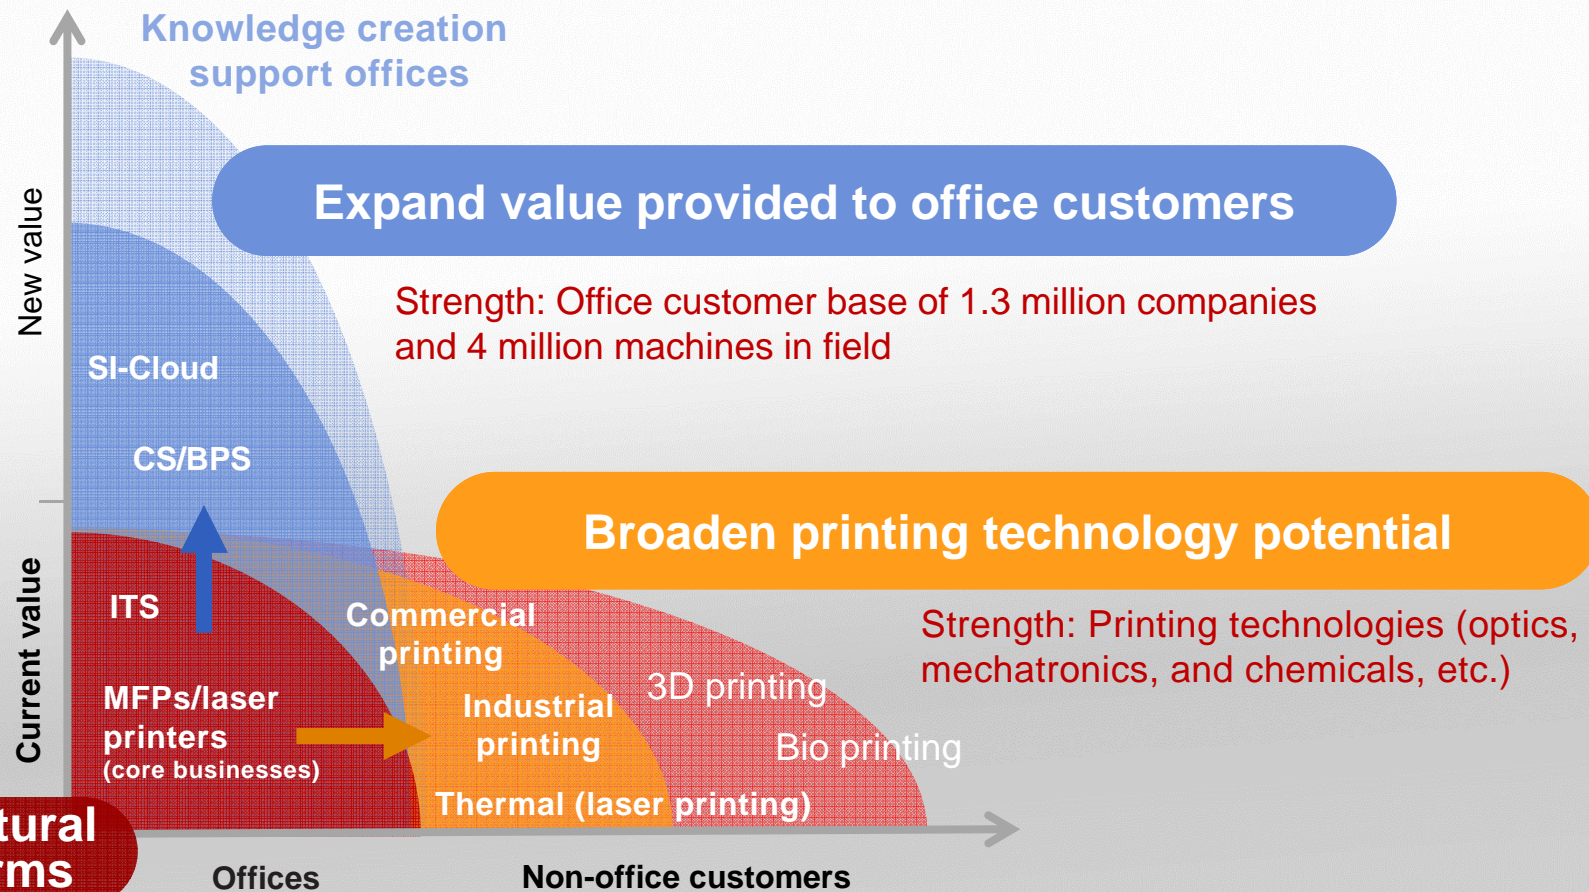 Knowledge creation
support offices
Expand value provided to office customers
New value
Strength: Office customer base of 1.3 million companies
and 4 million machines in field
SI-Cloud
CS/BPS
Broaden printing technology potential
Current value
ITS
Commercial
printing
Strength: Printing technologies (optics,
mechatronics, and chemicals, etc.)
MFPs/laser
printers
(core businesses)
Industrial
printing
3D printing
Bio printing
Thermal (laser printing)
tural
rms
Offices
Non-office customers